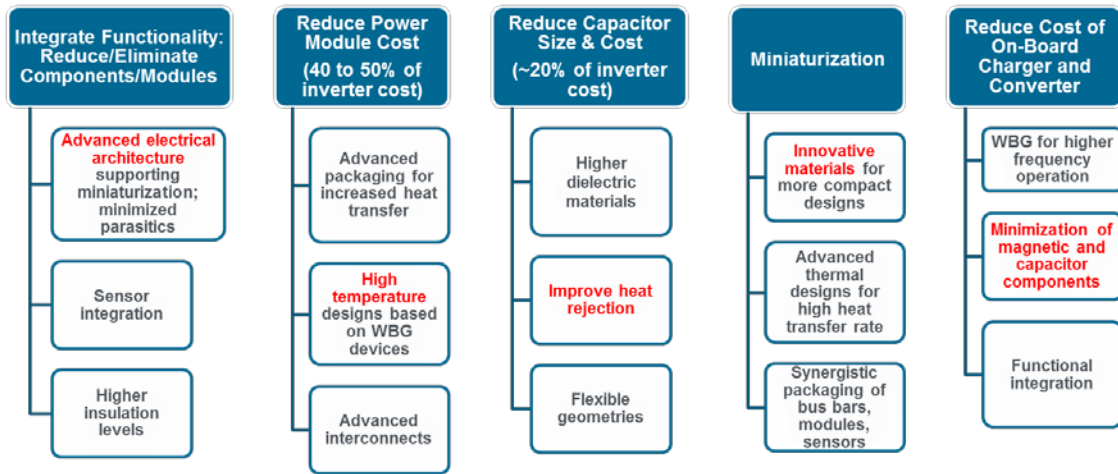 Integrate Functionality:
Reduce/Eliminate
Components/Modules
Advanced electrical
architecture
supporting
miniaturization;
minimized
parasitics
Sensor
integration
Higher
insulation
levels
Reduce Power
Module Cost
(40 to 50% of
inverter cost)
Advanced
packaging for
increased heat
transfer
High
temperature
designs based
on WBG
devices
Advanced
interconnects
Reduce Capacitor
Size & Cost
(~20% of inverter
cost)
Higher
dielectric
materials
Improve heat
rejection
Flexible
geometries
Miniaturization
Innovative
materials for
more compact
designs
Advanced
thermal
designs for
high heat
transfer rate
Synergistic
packaging of
bus bars,
modules,
sensors
Reduce Cost of
On-Board
Charger and
Converter
WBG for higher
frequency
operation
Minimization of
magnetic and
capacitor
components
Functional
integration